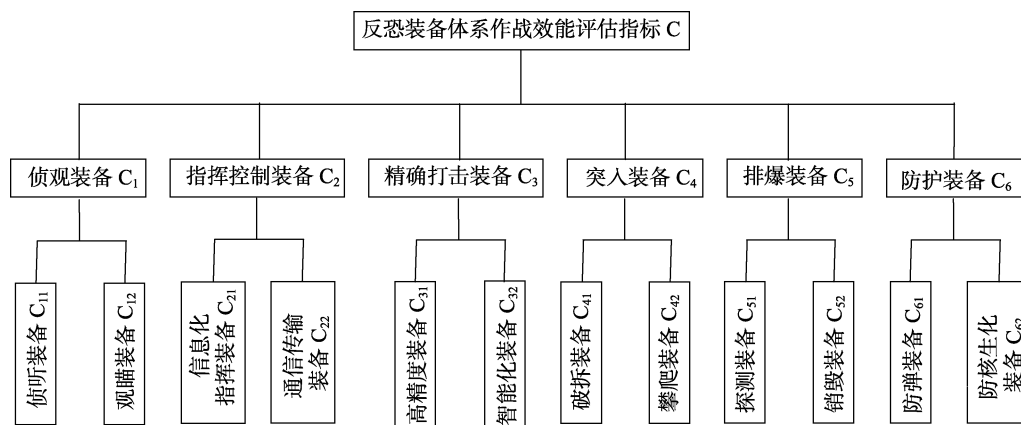 反恐装备体系作战效能评估指标 C
侦观装备 C₁
指挥控制装备 C₂
精确打击装备 C₃
突入装备 C₄
排爆装备 C₅
防护装备 C₆
侦听装备 C₁₁
观瞄装备 C₁₂
信息化
指挥装备 C₂₁
通信传输
装备 C₂₂
高精度装备 C₃₁
智能化装备 C₃₂
破拆装备 C₄₁
攀爬装备 C₄₂
探测装备 C₅₁
销毁装备 C₅₂
防弹装备 C₆₁
防核生化
装备 C₆₂